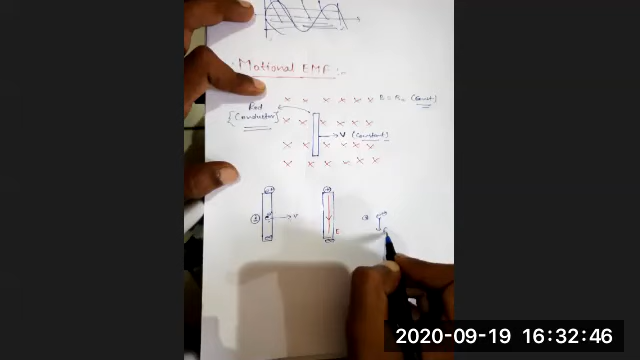 Motional EMF :-
B = B₀ (Const)
Rod
[Conductor]
→ V (Constant)
V
E
2020-09-19 16:32:46